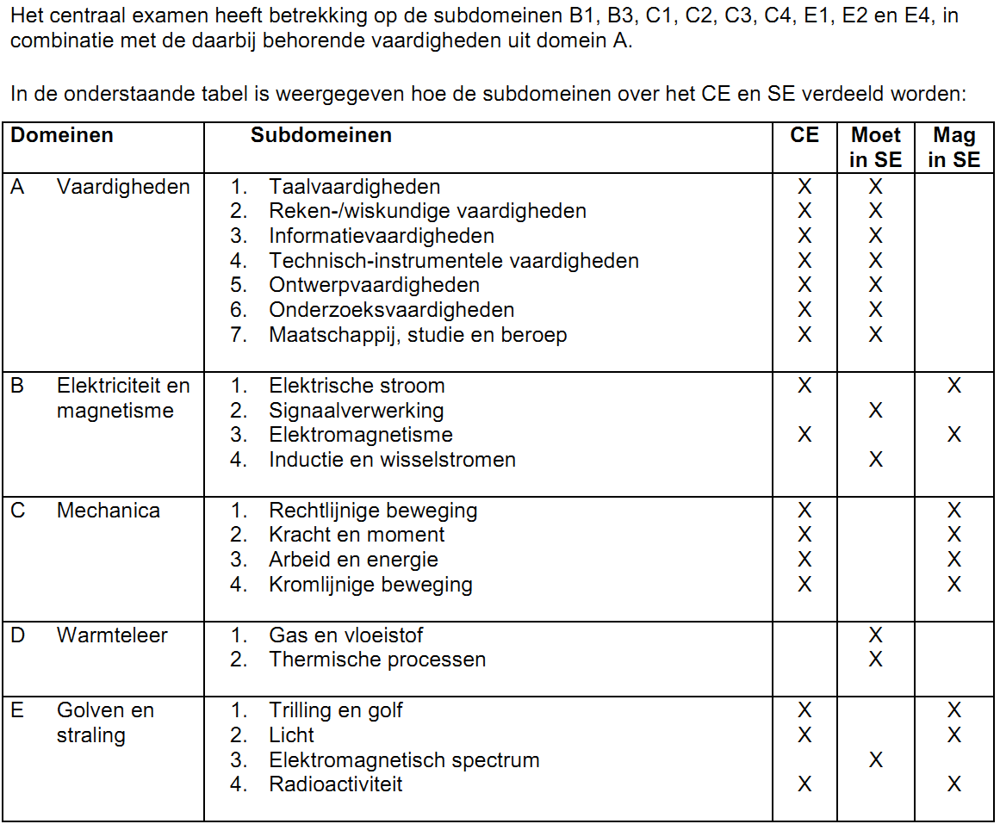 Het centraal examen heeft betrekking op de subdomeinen B1, B3, C1, C2, C3, C4, E1, E2 en E4, in
combinatie met de daarbij behorende vaardigheden uit domein A.
In de onderstaande tabel is weergegeven hoe de subdomeinen over het CE en SE verdeeld worden:
Domeinen Subdomeinen CE Moet Mag
in SE in SE
A Vaardigheden 1. Taalvaardigheden X X
2. Reken-/wiskundige vaardigheden X X
3. Informatievaardigheden X X
4. Technisch-instrumentele vaardigheden X X
5. Ontwerpvaardigheden X X
6. Onderzoeksvaardigheden X X
7. Maatschappij, studie en beroep X X
B Elektriciteit en 1. Elektrische stroom X X
magnetisme 2. Signaalverwerking X
3. Elektromagnetisme X X
4. Inductie en wisselstromen X
C Mechanica 1. Rechtlijnige beweging X X
2. Kracht en moment X X
3. Arbeid en energie X X
4. Kromlijnige beweging X X
D Warmteleer 1. Gas en vloeistof X
2. Thermische processen X
E Golven en 1. Trilling en golf X X
straling 2. Licht X X
3. Elektromagnetisch spectrum X
4. Radioactiviteit X X